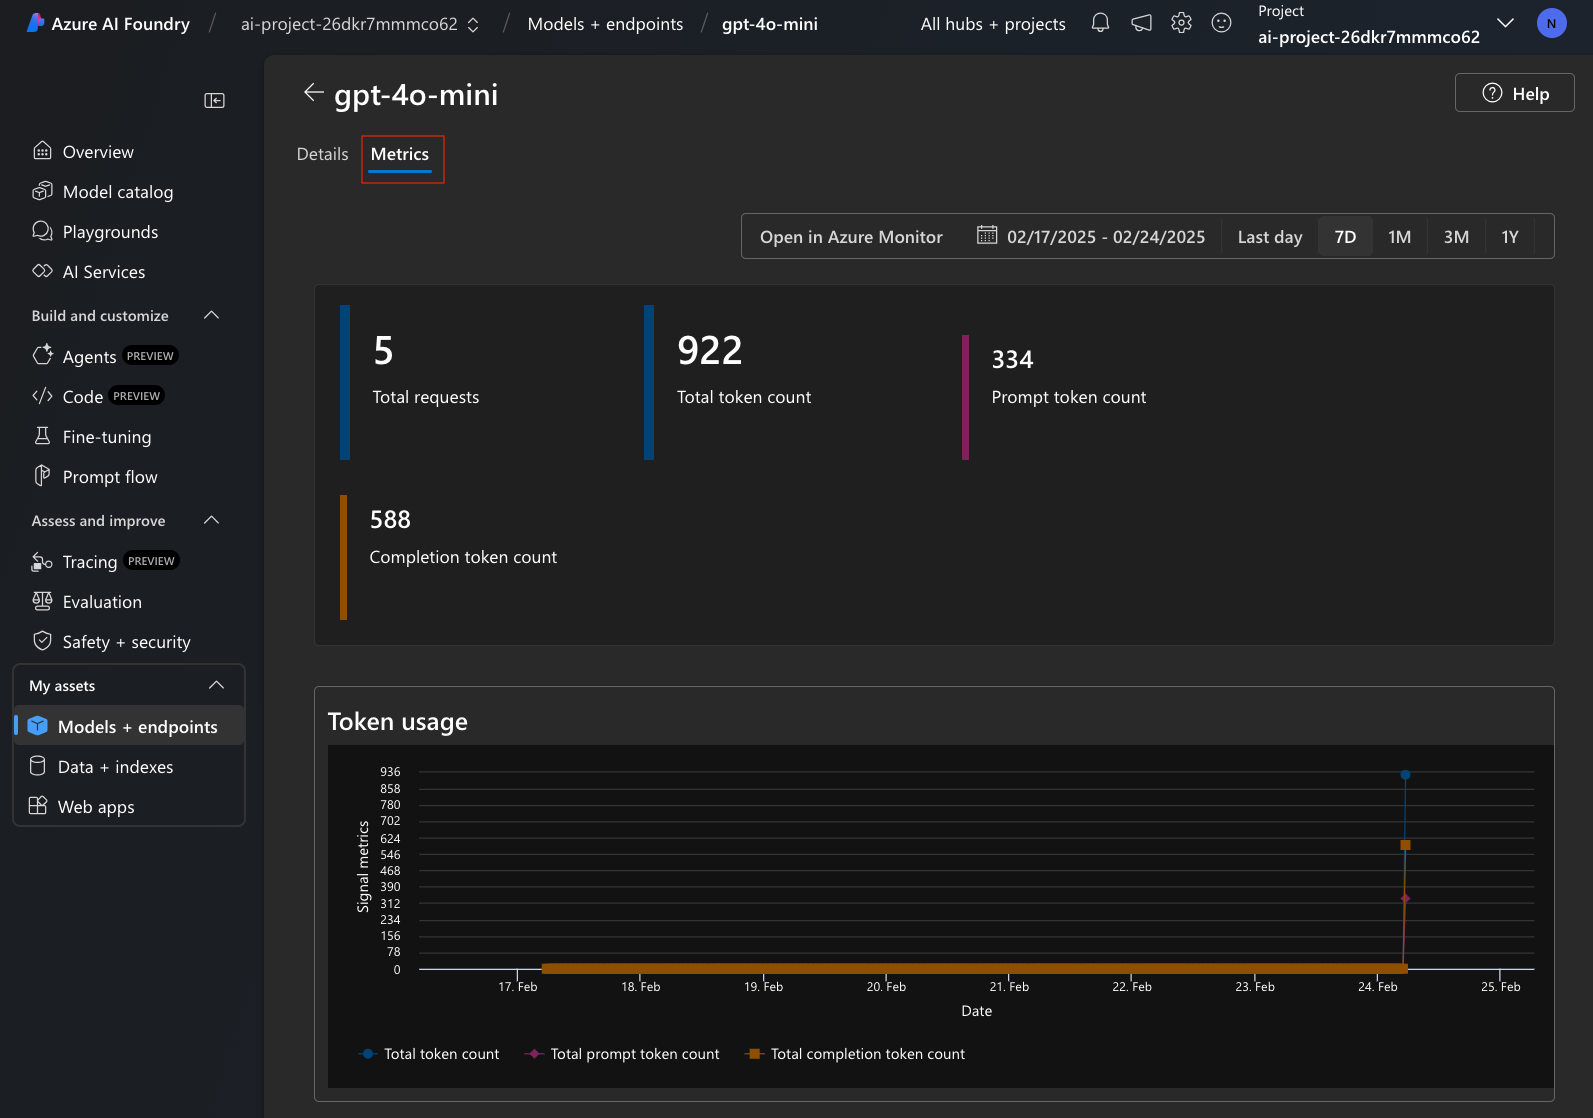 Azure AI Foundry / ai-project-26dkr7mmmco62 / Models + endpoints / gpt-4o-mini
All hubs + projects
Project
ai-project-26dkr7mmmco62
N
gpt-4o-mini
Help
Details
Metrics
Overview
Model catalog
Playgrounds
AI Services
Build and customize
Agents PREVIEW
Code PREVIEW
Fine-tuning
Prompt flow
Assess and improve
Tracing PREVIEW
Evaluation
Safety + security
My assets
Models + endpoints
Data + indexes
Web apps
Open in Azure Monitor
02/17/2025 - 02/24/2025
Last day
7D
1M
3M
1Y
5
Total requests
922
Total token count
334
Prompt token count
588
Completion token count
Token usage
Signal metrics
936
858
780
702
624
546
468
390
312
234
156
78
0
17. Feb
18. Feb
19. Feb
20. Feb
21. Feb
22. Feb
23. Feb
24. Feb
25. Feb
Date
Total token count
Total prompt token count
Total completion token count